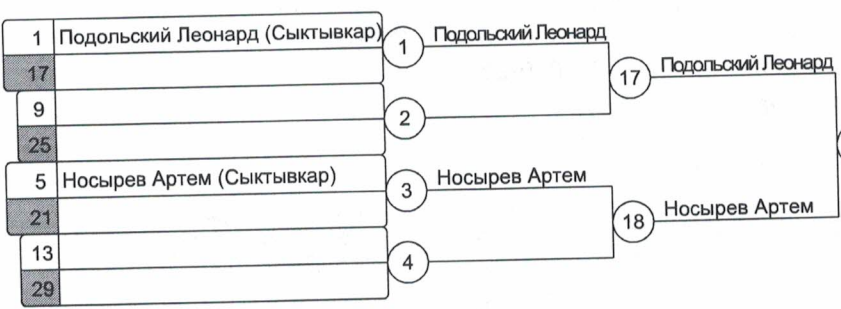 1 Подольский Леонард (Сыктывкар) 1 Подольский Леонард
17
17 Подольский Леонард
9
2
25
5 Носырев Артем (Сыктывкар) 3 Носырев Артем
21
18 Носырев Артем
13
4
29